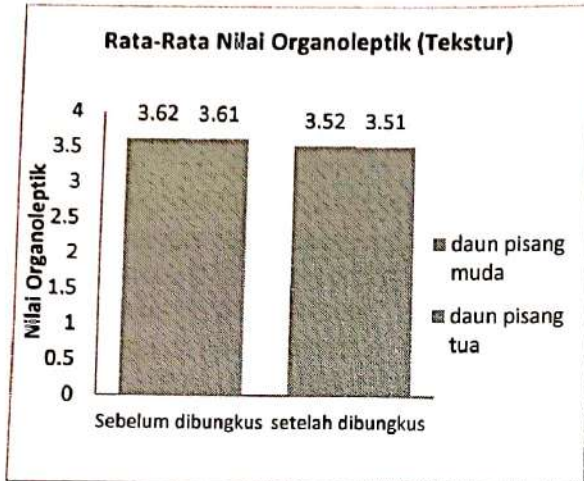 Rata-Rata Nilai Organoleptik (Tekstur)
Nilai Organoleptik
4
3.5
3
2.5
2
1.5
1
0.5
0
3.62 3.61
3.52 3.51
Sebelum dibungkus setelah dibungkus
daun pisang
muda
daun pisang
tua